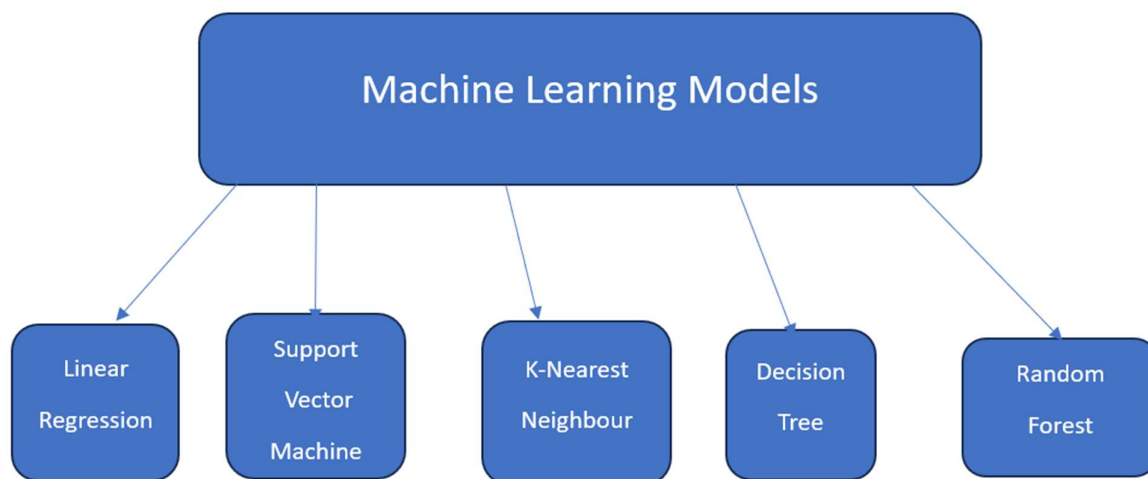 Machine Learning Models
Linear
Regression
Support
Vector
Machine
K-Nearest
Neighbour
Decision
Tree
Random
Forest